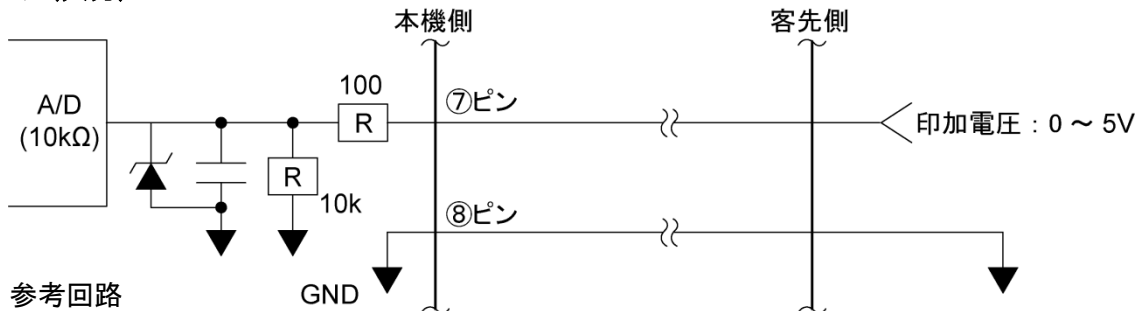 本機側
客先側
A/D
(10kΩ)
100
R
⑦ピン
印加電圧：0 ～ 5V
R
10k
⑧ピン
参考回路
GND